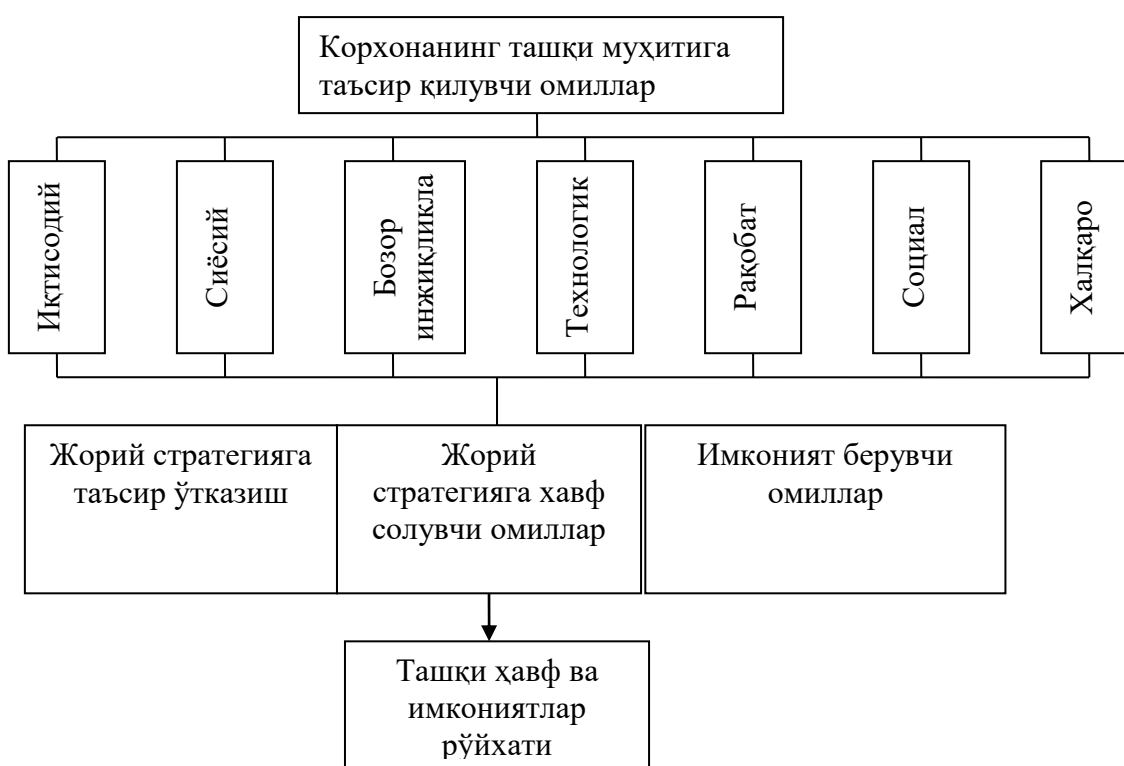 Корхонанинг ташқи муҳитига
таъсир қилувчи омиллар
Иқтисодий
Сиёсий
Бозор
инжиқликла
Технологик
Рақобат
Социал
Халқаро
Жорий стратегияга
таъсир ўтказиш
Жорий
стратегияга хавф
солувчи омиллар
Имконият берувчи
омиллар
Ташқи ҳавф ва
имкониятлар
рўйхати